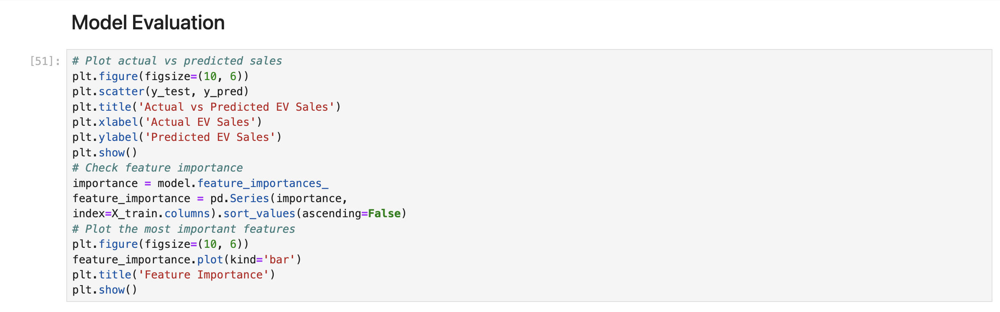 Model Evaluation
[51]:
# Plot actual vs predicted sales
plt.figure(figsize=(10, 6))
plt.scatter(y_test, y_pred)
plt.title('Actual vs Predicted EV Sales')
plt.xlabel('Actual EV Sales')
plt.ylabel('Predicted EV Sales')
plt.show()
# Check feature importance
importance = model.feature_importances_
feature_importance = pd.Series(importance,
index=X_train.columns).sort_values(ascending=False)
# Plot the most important features
plt.figure(figsize=(10, 6))
feature_importance.plot(kind='bar')
plt.title('Feature Importance')
plt.show()